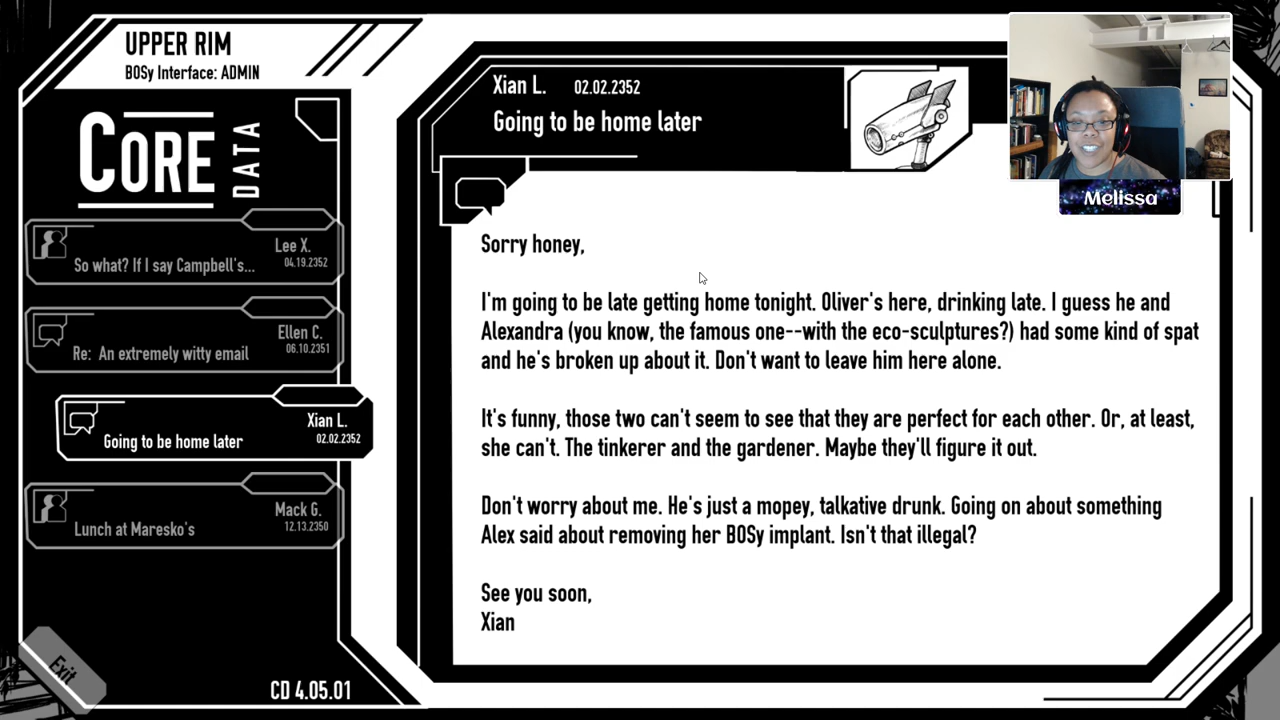 UPPER RIM
BOSy Interface: ADMIN
CORE
DATA
Lee X.
So what? If I say Campbell's...
04.19.2352
Ellen C.
Re: An extremely witty email
06.10.2351
Xian L.
Going to be home later
02.02.2352
Mack G.
Lunch at Maresko's
12.13.2350
Exit
CD 4.05.01
Xian L. 02.02.2352
Going to be home later
Melissa
Sorry honey,
I'm going to be late getting home tonight. Oliver's here, drinking late. I guess he and
Alexandra (you know, the famous one--with the eco-sculptures?) had some kind of spat
and he's broken up about it. Don't want to leave him here alone.
It's funny, those two can't seem to see that they are perfect for each other. Or, at least,
she can't. The tinkerer and the gardener. Maybe they'll figure it out.
Don't worry about me. He's just a mopey, talkative drunk. Going on about something
Alex said about removing her BOSy implant. Isn't that illegal?
See you soon,
Xian